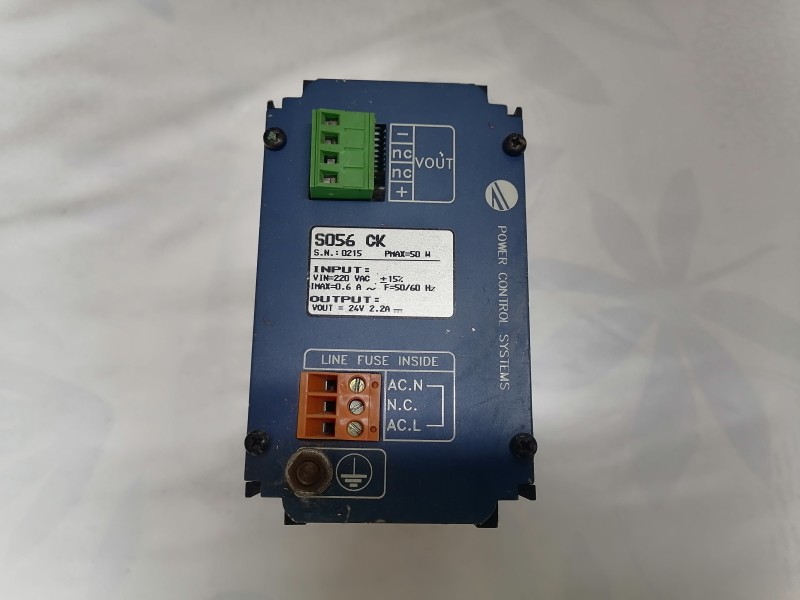 -
nc
nc
+
VOUT
SO56 CK
S.N.: 0215 PMAX=50 W
INPUT:
VIN=220 VAC ±15%
IMAX=0.6 A ~ F=50/60 Hz
OUTPUT:
VOUT = 24V 2.2A ⎓
POWER CONTROL SYSTEMS
LINE FUSE INSIDE
AC.N
N.C.
AC.L